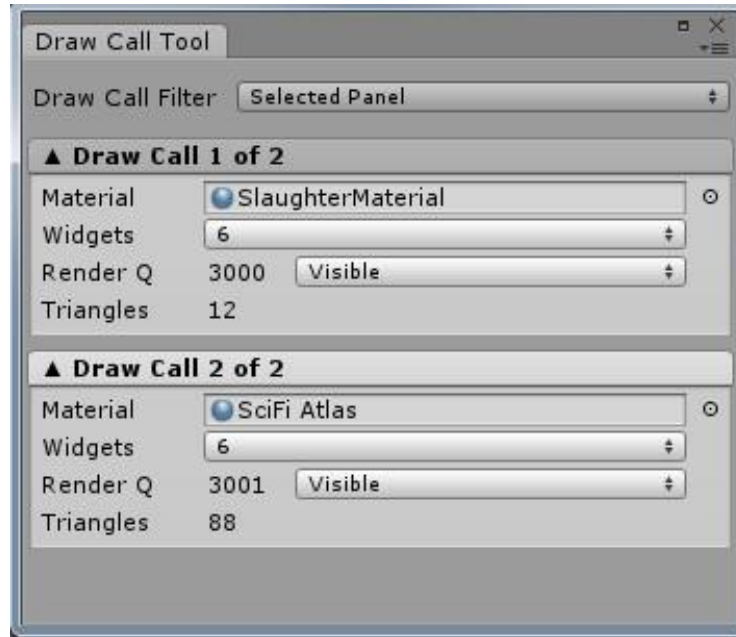 Draw Call Tool
Draw Call Filter Selected Panel
▲ Draw Call 1 of 2
Material SlaughterMaterial
Widgets 6
Render Q 3000 Visible
Triangles 12
▲ Draw Call 2 of 2
Material SciFi Atlas
Widgets 6
Render Q 3001 Visible
Triangles 88